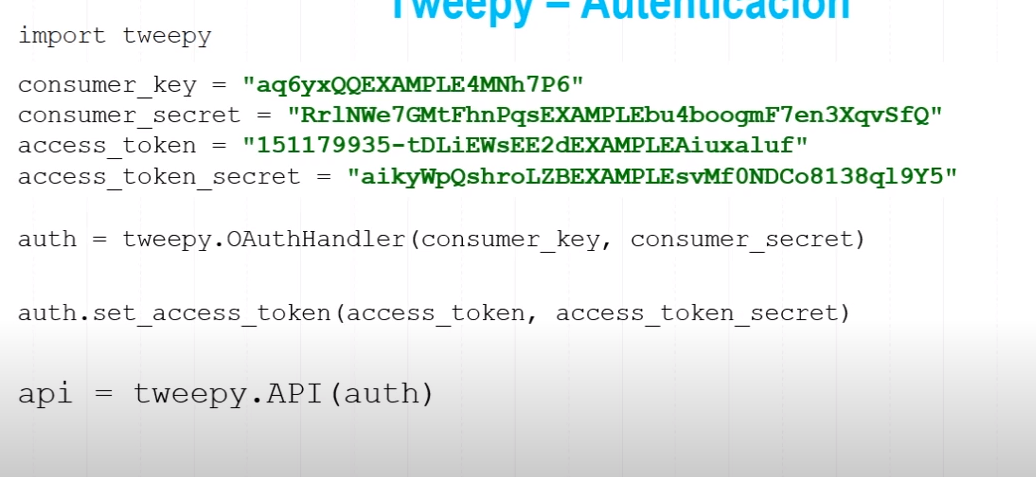 Tweepy – Autenticación
import tweepy
consumer_key = "aq6yxQQEXAMPLE4MNh7P6"
consumer_secret = "RrlNWe7GMtFhnPqsEXAMPLEbu4boogmF7en3XqvSfQ"
access_token = "151179935-tDLiEWsEE2dEXAMPLEAiuxaluf"
access_token_secret = "aikyWpQshroLZBEXAMPLEsvMf0NDCo8138ql9Y5"
auth = tweepy.OAuthHandler(consumer_key, consumer_secret)
auth.set_access_token(access_token, access_token_secret)
api = tweepy.API(auth)